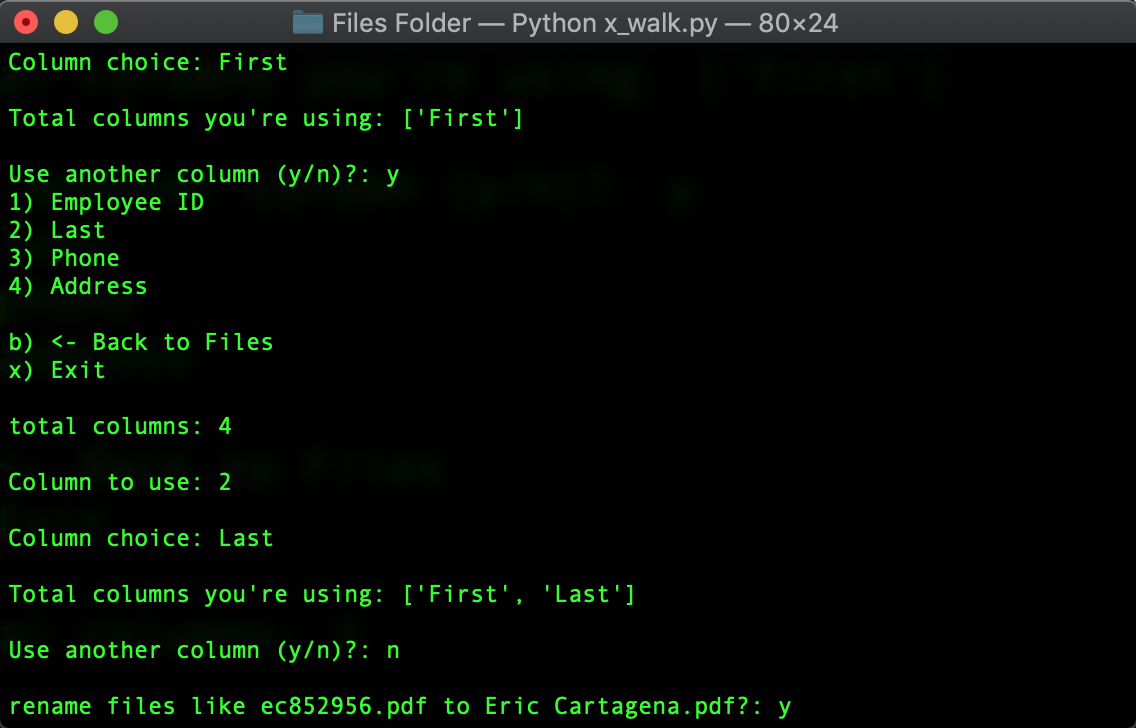 Files Folder — Python x_walk.py — 80×24
Column choice: First
Total columns you're using: ['First']
Use another column (y/n)?: y
1) Employee ID
2) Last
3) Phone
4) Address
b) <- Back to Files
x) Exit
total columns: 4
Column to use: 2
Column choice: Last
Total columns you're using: ['First', 'Last']
Use another column (y/n)?: n
rename files like ec852956.pdf to Eric Cartagena.pdf?: y